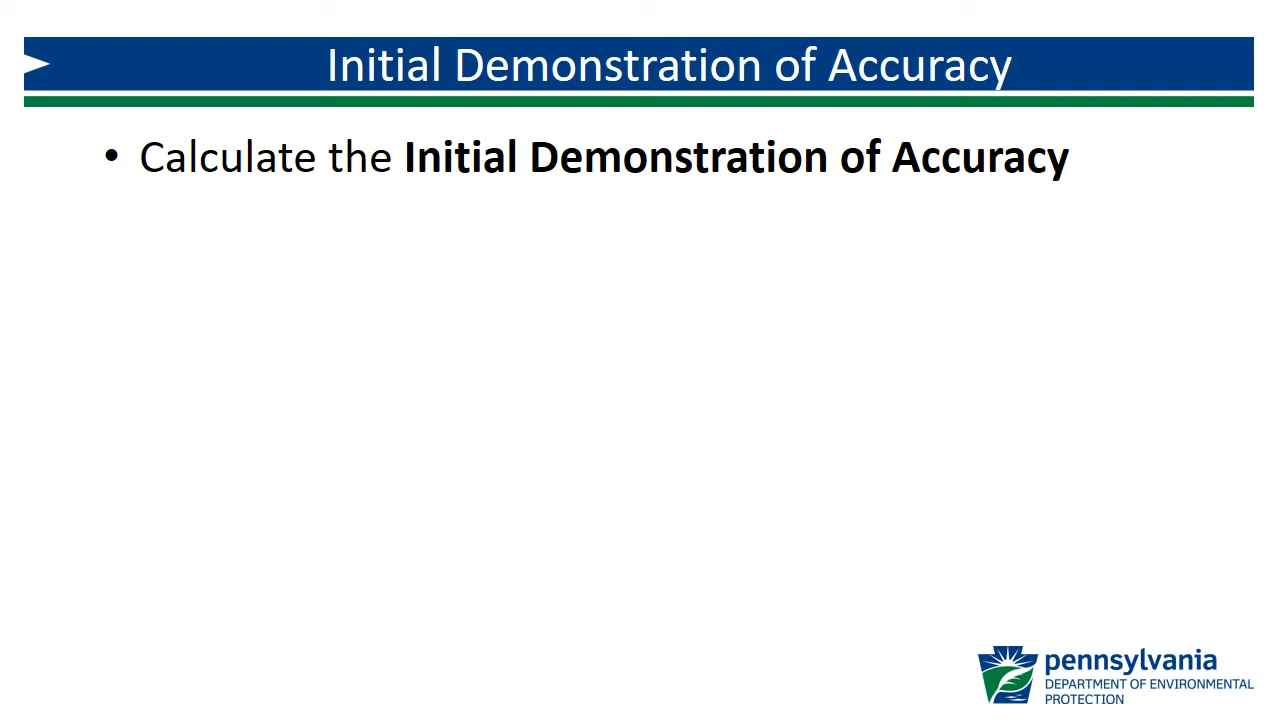 Initial Demonstration of Accuracy
• Calculate the Initial Demonstration of Accuracy
pennsylvania
DEPARTMENT OF ENVIRONMENTAL
PROTECTION